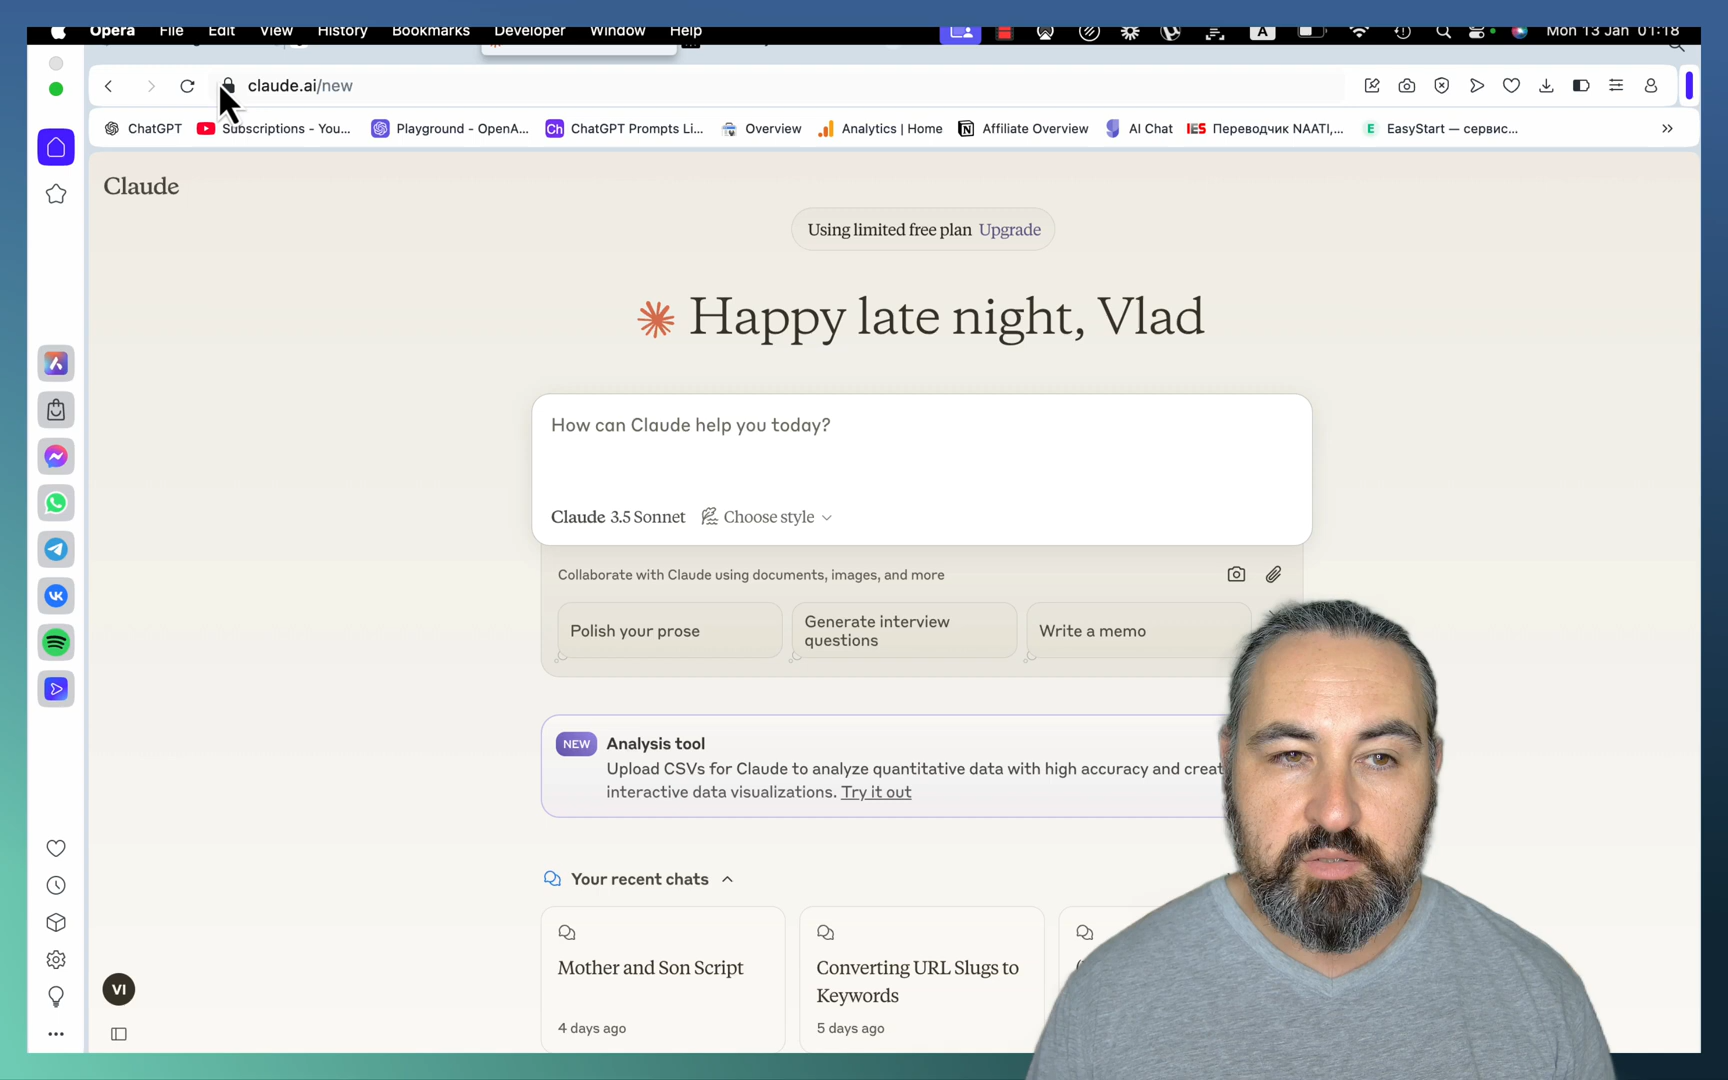 Opera File Edit View History Bookmarks Developer Window Help A Mon 13 Jan 01:18
claude.ai/new
ChatGPT Subscriptions - You... Playground - OpenA... Ch ChatGPT Prompts Li... Overview Analytics | Home Affiliate Overview AI Chat IES Переводчик NAATI,... E EasyStart — сервис... »
Claude
Using limited free plan Upgrade
Happy late night, Vlad
How can Claude help you today?
Claude 3.5 Sonnet Choose style
Collaborate with Claude using documents, images, and more
Polish your prose
Generate interview
questions
Write a memo
NEW Analysis tool
Upload CSVs for Claude to analyze quantitative data with high accuracy and creat
interactive data visualizations. Try it out
Your recent chats
Mother and Son Script
4 days ago
Converting URL Slugs to
Keywords
5 days ago
VI